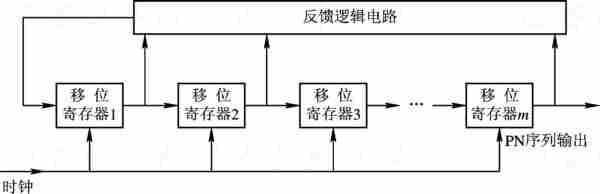 反馈逻辑电路
移 位
寄存器1
移 位
寄存器2
移 位
寄存器3
…
移 位
寄存器m
PN序列输出
时钟